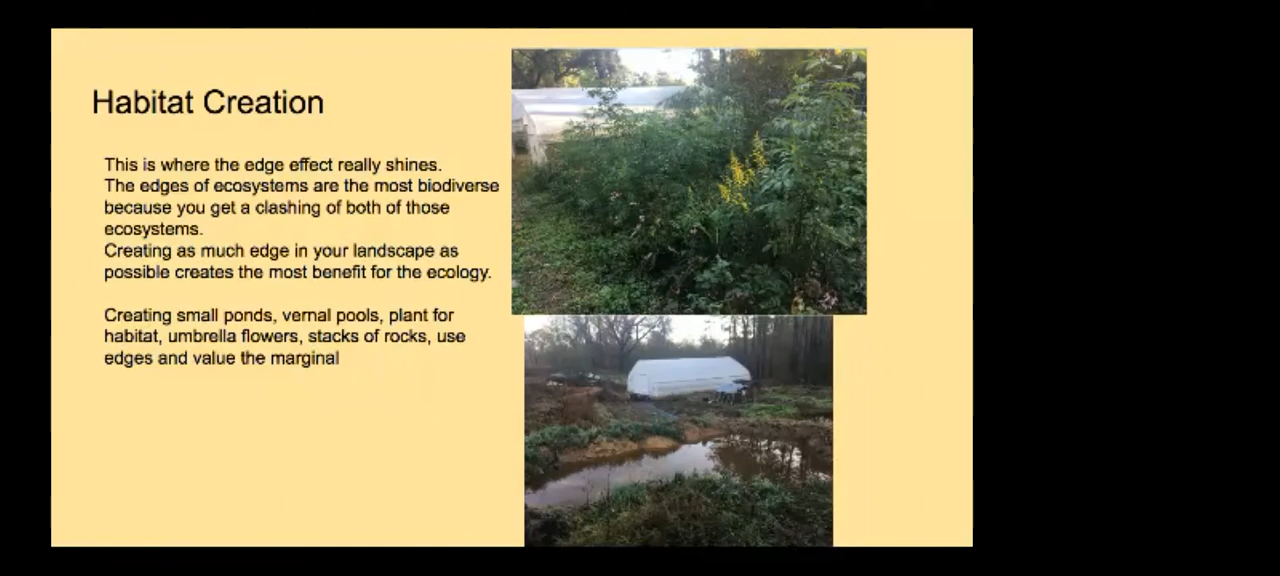 Habitat Creation
This is where the edge effect really shines.
The edges of ecosystems are the most biodiverse
because you get a clashing of both of those
ecosystems.
Creating as much edge in your landscape as
possible creates the most benefit for the ecology.
Creating small ponds, vernal pools, plant for
habitat, umbrella flowers, stacks of rocks, use
edges and value the marginal